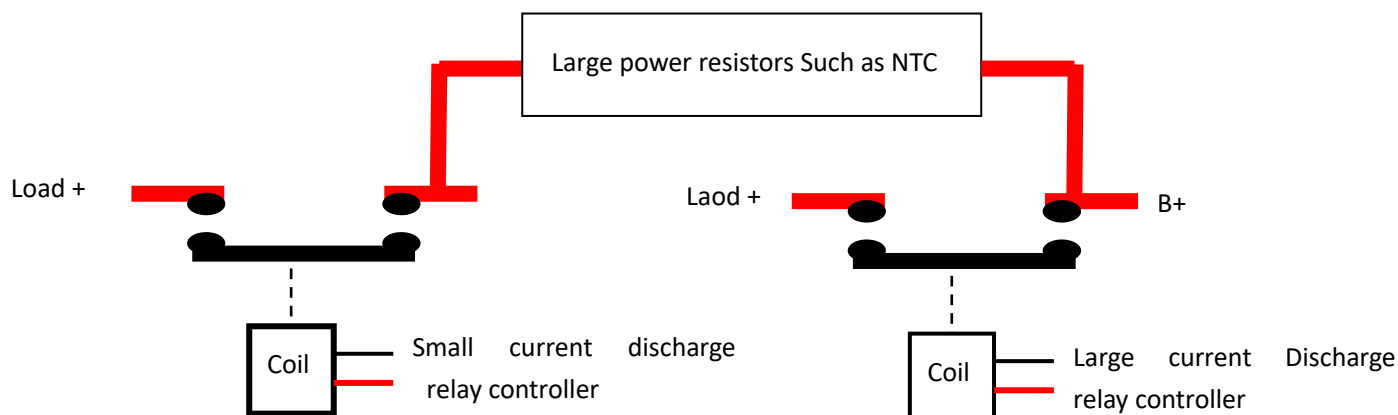 Large power resistors Such as NTC
Load +
Laod +
B+
Coil
Small current discharge
relay controller
Coil
Large current Discharge
relay controller